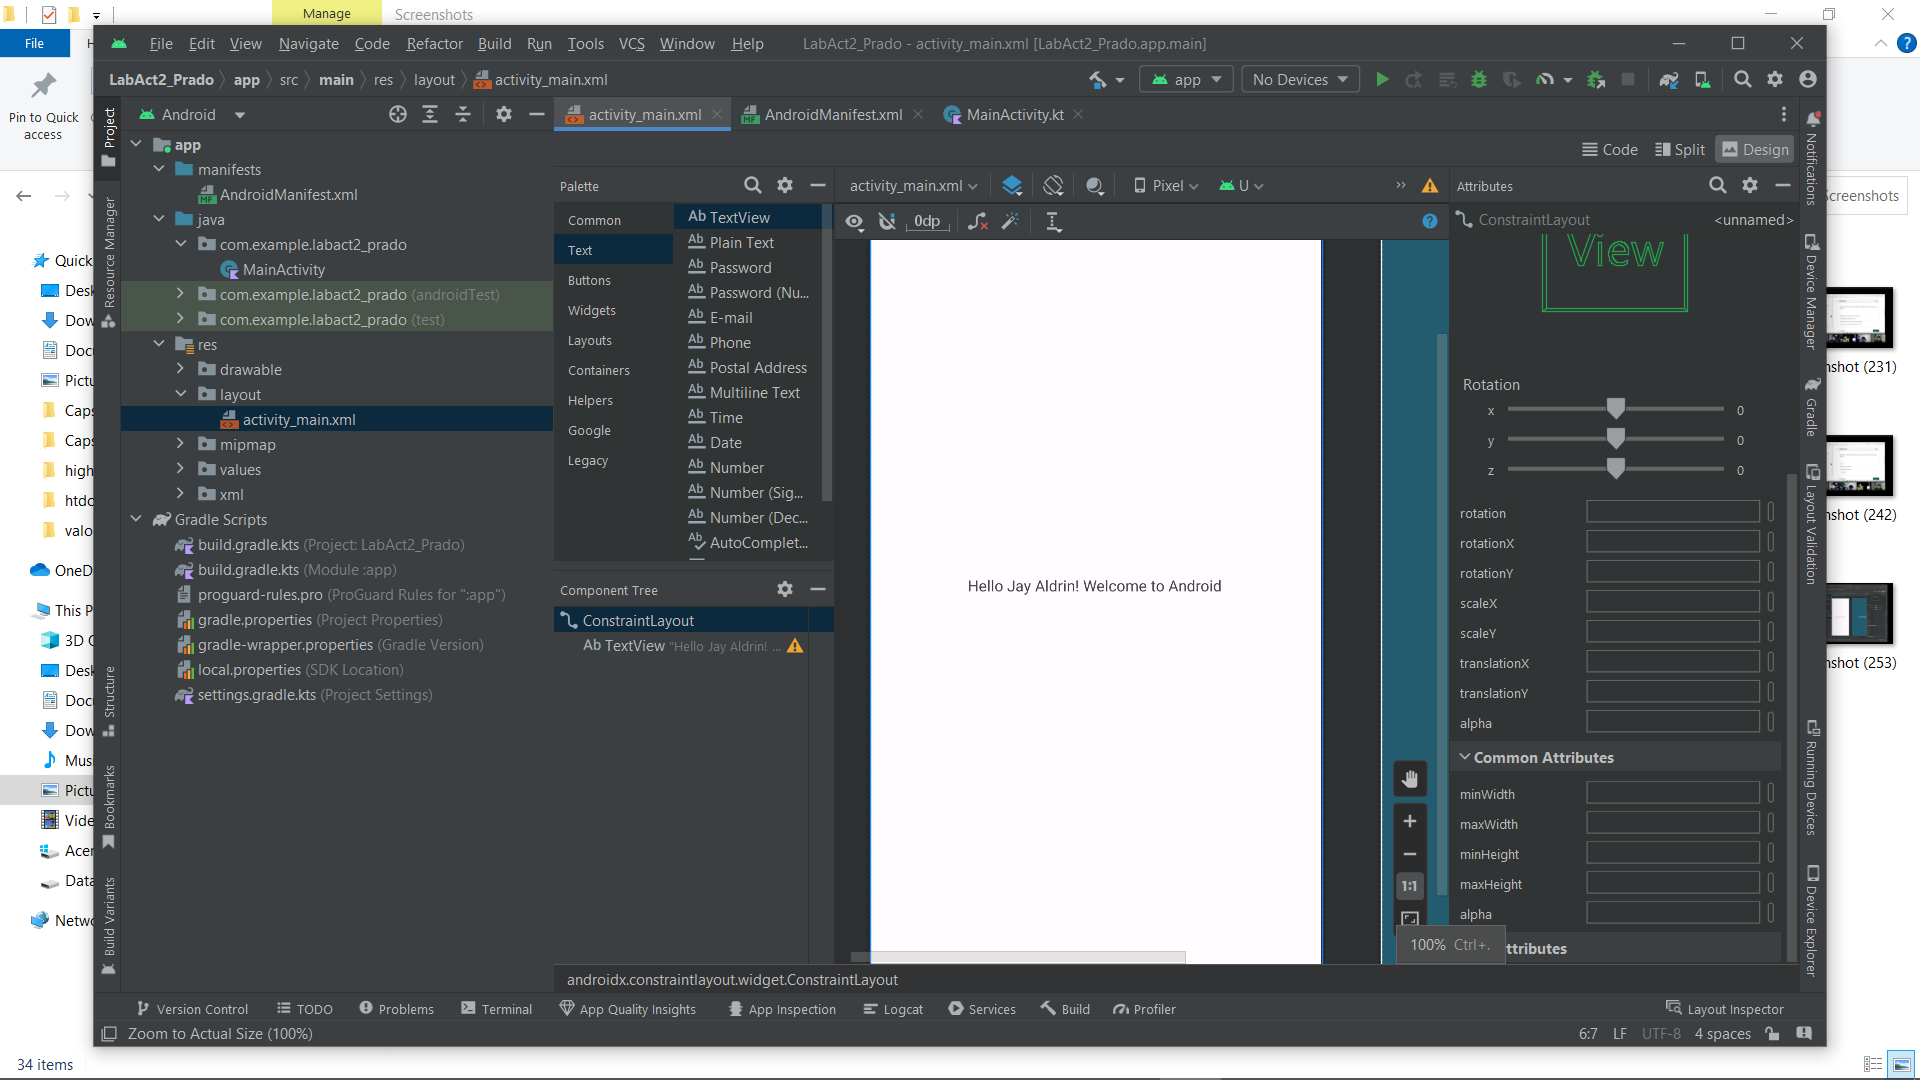 Manage
Screenshots
File
Pin to Quick
access
File Edit View Navigate Code Refactor Build Run Tools VCS Window Help
LabAct2_Prado - activity_main.xml [LabAct2_Prado.app.main]
LabAct2_Prado app src main res layout activity_main.xml
app
No Devices
Project
Android
activity_main.xml
AndroidManifest.xml
MainActivity.kt
Code Split Design
app
manifests
AndroidManifest.xml
java
com.example.labact2_prado
MainActivity
com.example.labact2_prado (androidTest)
com.example.labact2_prado (test)
res
drawable
layout
activity_main.xml
mipmap
values
xml
Gradle Scripts
build.gradle.kts (Project: LabAct2_Prado)
build.gradle.kts (Module :app)
proguard-rules.pro (ProGuard Rules for ":app")
gradle.properties (Project Properties)
gradle-wrapper.properties (Gradle Version)
local.properties (SDK Location)
settings.gradle.kts (Project Settings)
Resource Manager
Structure
Bookmarks
Build Variants
Palette
Common
Text
Buttons
Widgets
Layouts
Containers
Helpers
Google
Legacy
Ab TextView
Ab Plain Text
Ab Password
Ab Password (Nu...
Ab E-mail
Ab Phone
Ab Postal Address
Ab Multiline Text
Ab Time
Ab Date
Ab Number
Ab Number (Sig...
Ab Number (Dec...
Ab AutoComplet...
Component Tree
ConstraintLayout
Ab TextView "Hello Jay Aldrin! ...
activity_main.xml
Pixel
U
0dp
Hello Jay Aldrin! Welcome to Android
1:1
100% Ctrl+.
Attributes
ConstraintLayout
<unnamed>
View
Rotation
x 0
y 0
z 0
rotation
rotationX
rotationY
scaleX
scaleY
translationX
translationY
alpha
Common Attributes
minWidth
maxWidth
minHeight
maxHeight
alpha
ttributes
Notifications
Device Manager
Gradle
Layout Validation
Running Devices
Device Explorer
androidx.constraintlayout.widget.ConstraintLayout
Version Control TODO Problems Terminal App Quality Insights App Inspection Logcat Services Build Profiler Layout Inspector
Zoom to Actual Size (100%)
6:7 LF UTF-8 4 spaces
Quick
Desk
Dow
Docu
Pictu
Caps
Caps
high
htdo
valo
OneD
This P
3D O
Desk
Docu
Dow
Musi
Pictu
Vide
Acer
Data
Netwo
Screenshots
nshot (231)
nshot (242)
nshot (253)
34 items